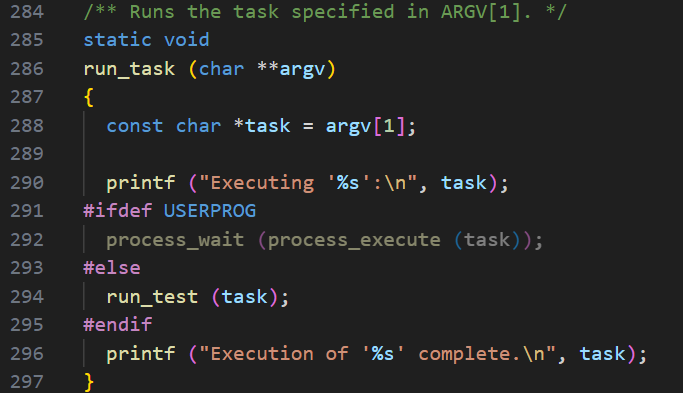 284 /** Runs the task specified in ARGV[1]. */
285 static void
286 run_task (char **argv)
287 {
288   const char *task = argv[1];
289
290   printf ("Executing '%s':\n", task);
291 #ifdef USERPROG
292   process_wait (process_execute (task));
293 #else
294   run_test (task);
295 #endif
296   printf ("Execution of '%s' complete.\n", task);
297 }